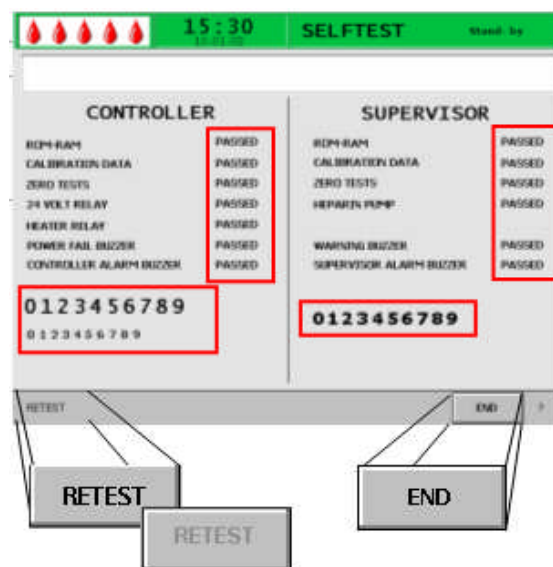 15:30
SELFTEST
Stand-by
CONTROLLER
ROM-RAM PASSED
CALIBRATION DATA PASSED
ZERO TESTS PASSED
24 VOLT RELAY PASSED
HEATER RELAY PASSED
POWER FAIL BUZZER PASSED
CONTROLLER ALARM BUZZER PASSED
0123456789
0123456789
SUPERVISOR
ROM-RAM PASSED
CALIBRATION DATA PASSED
ZERO TESTS PASSED
HEPARIN PUMP PASSED
WARNING BUZZER PASSED
SUPERVISOR ALARM BUZZER PASSED
0123456789
RETEST
END
RETEST
RETEST
END